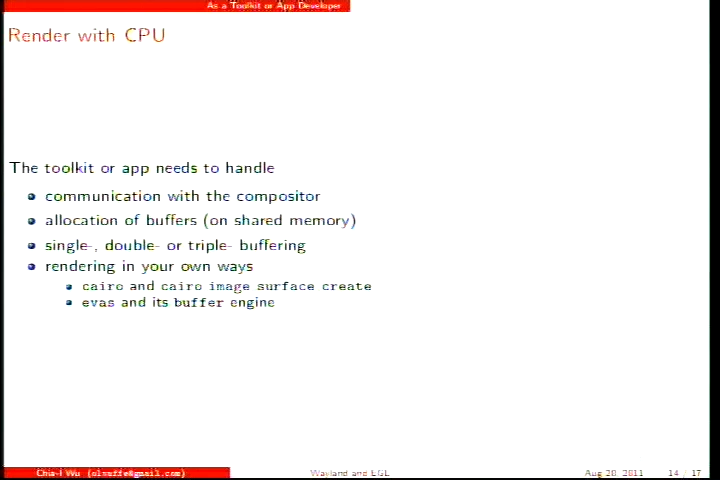 As a Toolkit or App Developer
Render with CPU
The toolkit or app needs to handle
communication with the compositor
allocation of buffers (on shared memory)
single-, double- or triple- buffering
rendering in your own ways
cairo and cairo image surface create
evas and its buffer engine
Chia-I Wu (olvaffe@gmail.com)
Wayland and EGL
Aug 20, 2011
14 / 17